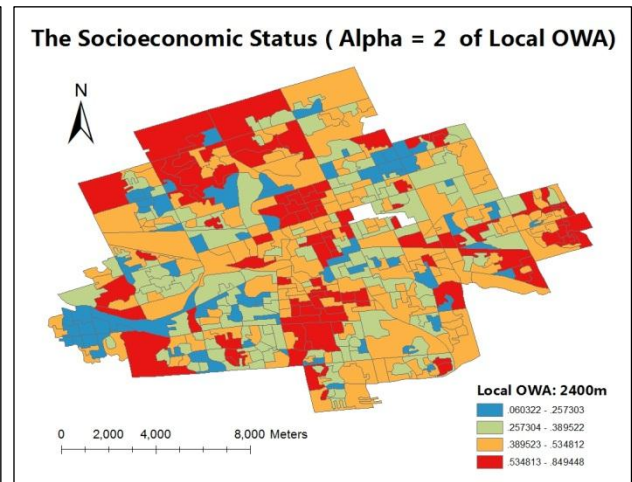 The Socioeconomic Status ( Alpha = 2 of Local OWA)
N
Local OWA: 2400m
.060322 - .257303
.257304 - .389522
.389523 - .534812
.534813 - .849448
0 2,000 4,000 8,000 Meters